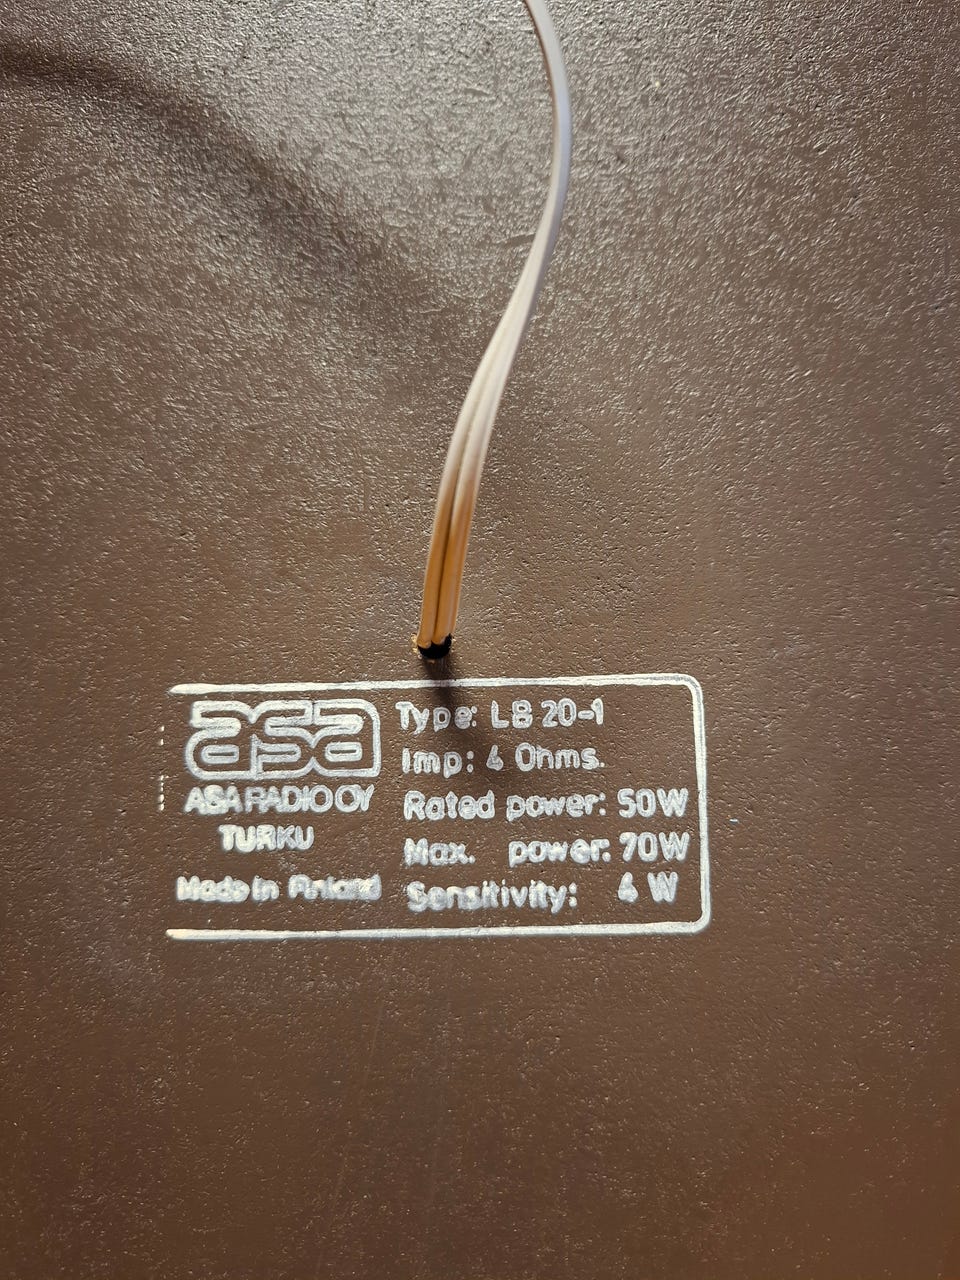 asa
ASA RADIO OY
TURKU
Made in Finland
Type: LB 20-1
Imp: 4 Ohms.
Rated power: 50W
Max. power: 70W
Sensitivity: 4 W